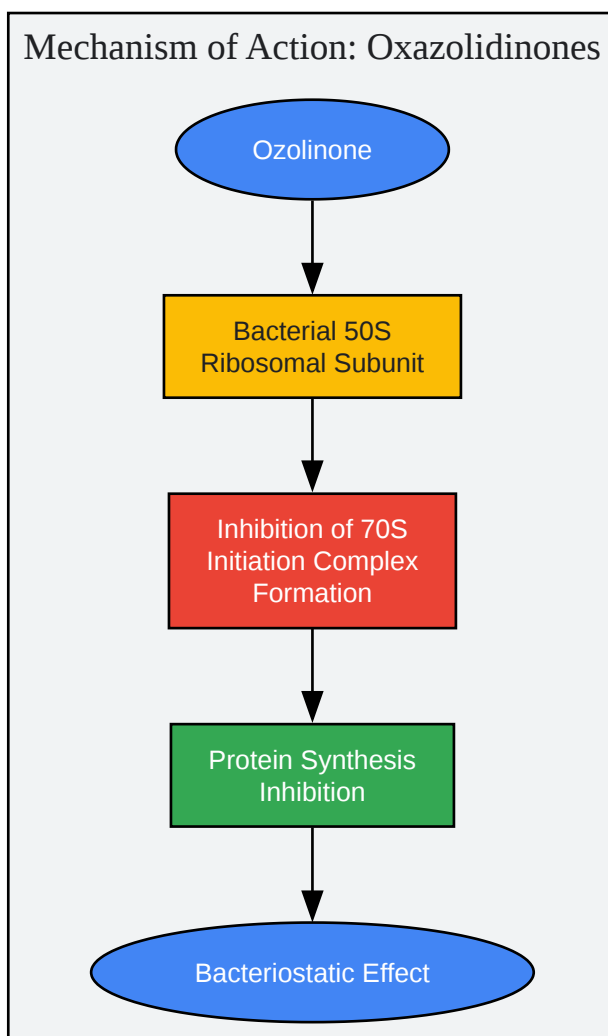 Mechanism of Action: Oxazolidinones
Ozolinone
Bacterial 50S
Ribosomal Subunit
Inhibition of 70S
Initiation Complex
Formation
Protein Synthesis
Inhibition
Bacteriostatic Effect